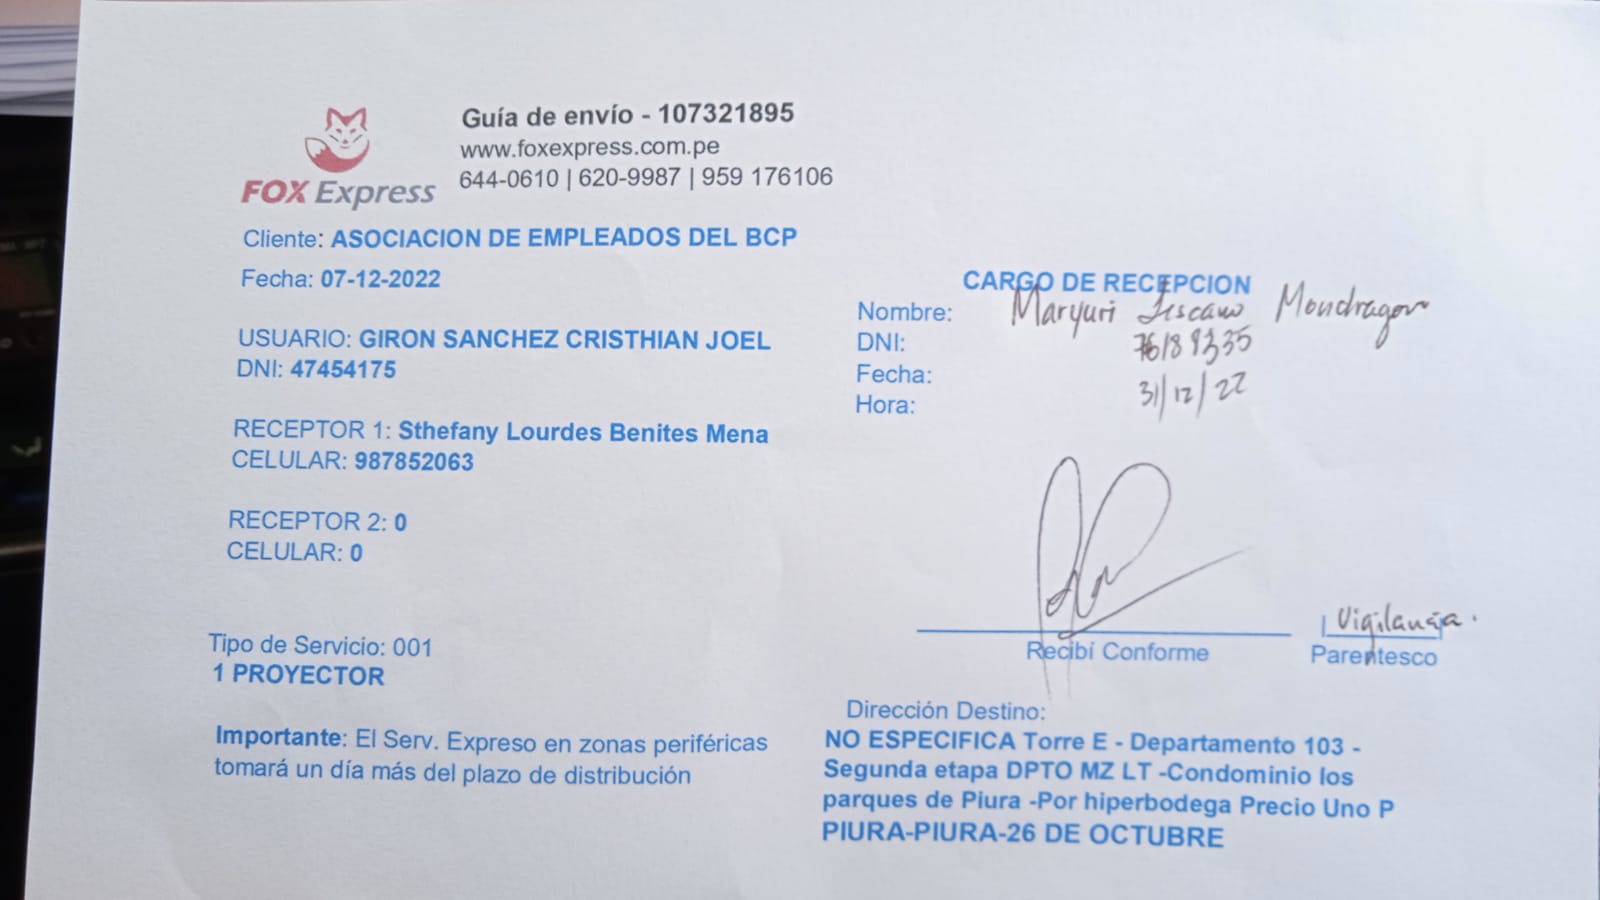 FOX Express
Guía de envío - 107321895
www.foxexpress.com.pe
644-0610 | 620-9987 | 959 176106
Cliente: ASOCIACION DE EMPLEADOS DEL BCP
Fecha: 07-12-2022
USUARIO: GIRON SANCHEZ CRISTHIAN JOEL
DNI: 47454175
RECEPTOR 1: Sthefany Lourdes Benites Mena
CELULAR: 987852063
RECEPTOR 2: 0
CELULAR: 0
Tipo de Servicio: 001
1 PROYECTOR
Importante: El Serv. Expreso en zonas periféricas
tomará un día más del plazo de distribución
CARGO DE RECEPCION
Nombre: Maryuri Mondragon
DNI:
Fecha: 31/12/22
Hora:
Vigilancia.
Recibí Conforme
Parentesco
Dirección Destino:
NO ESPECIFICA Torre E - Departamento 103 -
Segunda etapa DPTO MZ LT -Condominio los
parques de Piura -Por hiperbodega Precio Uno P
PIURA-PIURA-26 DE OCTUBRE